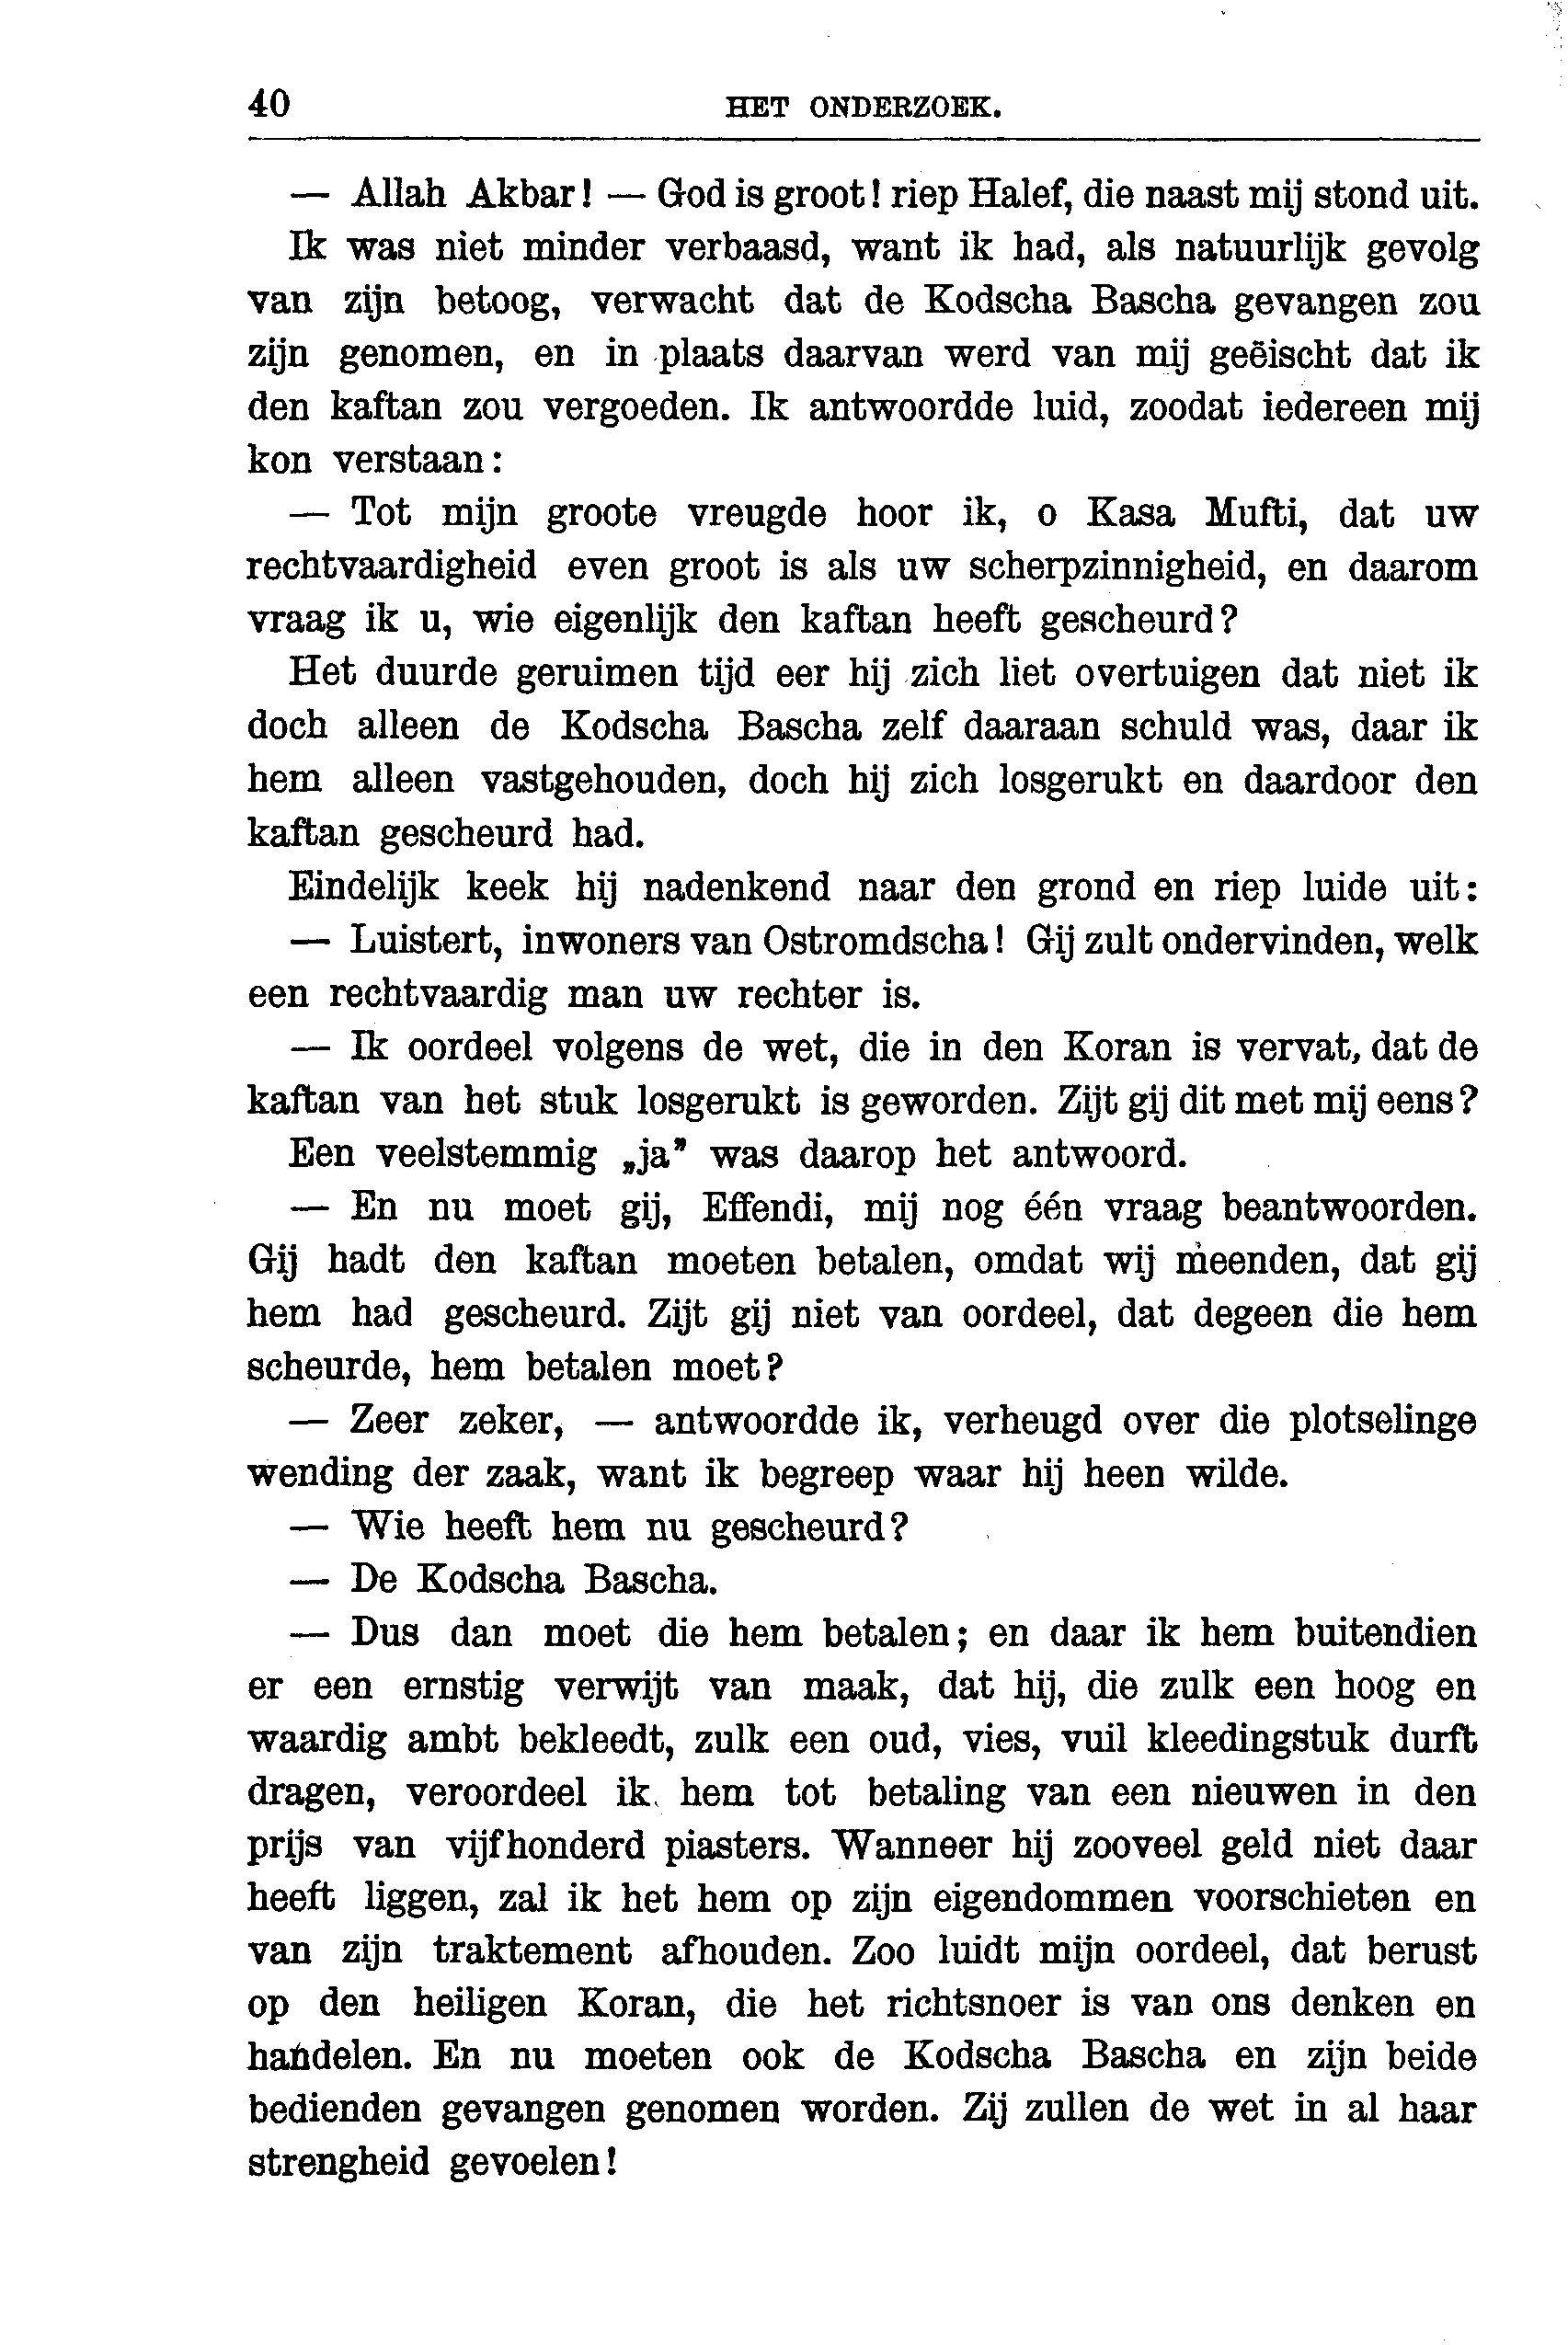 40 HET ONDERZOEK.
— Allah Akbar! — God is groot! riep Halef, die naast mij stond uit.
Ik was niet minder verbaasd, want ik had, als natuurlijk gevolg
van zijn betoog, verwacht dat de Kodscha Bascha gevangen zou
zijn genomen, en in plaats daarvan werd van mij geëischt dat ik
den kaftan zou vergoeden. Ik antwoordde luid, zoodat iedereen mij
kon verstaan:
— Tot mijn groote vreugde hoor ik, o Kasa Mufti, dat uw
rechtvaardigheid even groot is als uw scherpzinnigheid, en daarom
vraag ik u, wie eigenlijk den kaftan heeft gescheurd?
Het duurde geruimen tijd eer hij zich liet overtuigen dat niet ik
doch alleen de Kodscha Bascha zelf daaraan schuld was, daar ik
hem alleen vastgehouden, doch hij zich losgerukt en daardoor den
kaftan gescheurd had.
Eindelijk keek hij nadenkend naar den grond en riep luide uit:
— Luistert, inwoners van Ostromdscha! Gij zult ondervinden, welk
een rechtvaardig man uw rechter is.
— Ik oordeel volgens de wet, die in den Koran is vervat, dat de
kaftan van het stuk losgerukt is geworden. Zijt gij dit met mij eens?
Een veelstemmig „ja” was daarop het antwoord.
— En nu moet gij, Effendi, mij nog één vraag beantwoorden.
Gij hadt den kaftan moeten betalen, omdat wij meenden, dat gij
hem had gescheurd. Zijt gij niet van oordeel, dat degeen die hem
scheurde, hem betalen moet?
— Zeer zeker, — antwoordde ik, verheugd over die plotselinge
wending der zaak, want ik begreep waar hij heen wilde.
— Wie heeft hem nu gescheurd?
— De Kodscha Bascha.
— Dus dan moet die hem betalen; en daar ik hem buitendien
er een ernstig verwijt van maak, dat hij, die zulk een hoog en
waardig ambt bekleedt, zulk een oud, vies, vuil kleedingstuk durft
dragen, veroordeel ik hem tot betaling van een nieuwen in den
prijs van vijfhonderd piasters. Wanneer hij zooveel geld niet daar
heeft liggen, zal ik het hem op zijn eigendommen voorschieten en
van zijn traktement afhouden. Zoo luidt mijn oordeel, dat berust
op den heiligen Koran, die het richtsnoer is van ons denken en
handelen. En nu moeten ook de Kodscha Bascha en zijn beide
bedienden gevangen genomen worden. Zij zullen de wet in al haar
strengheid gevoelen!